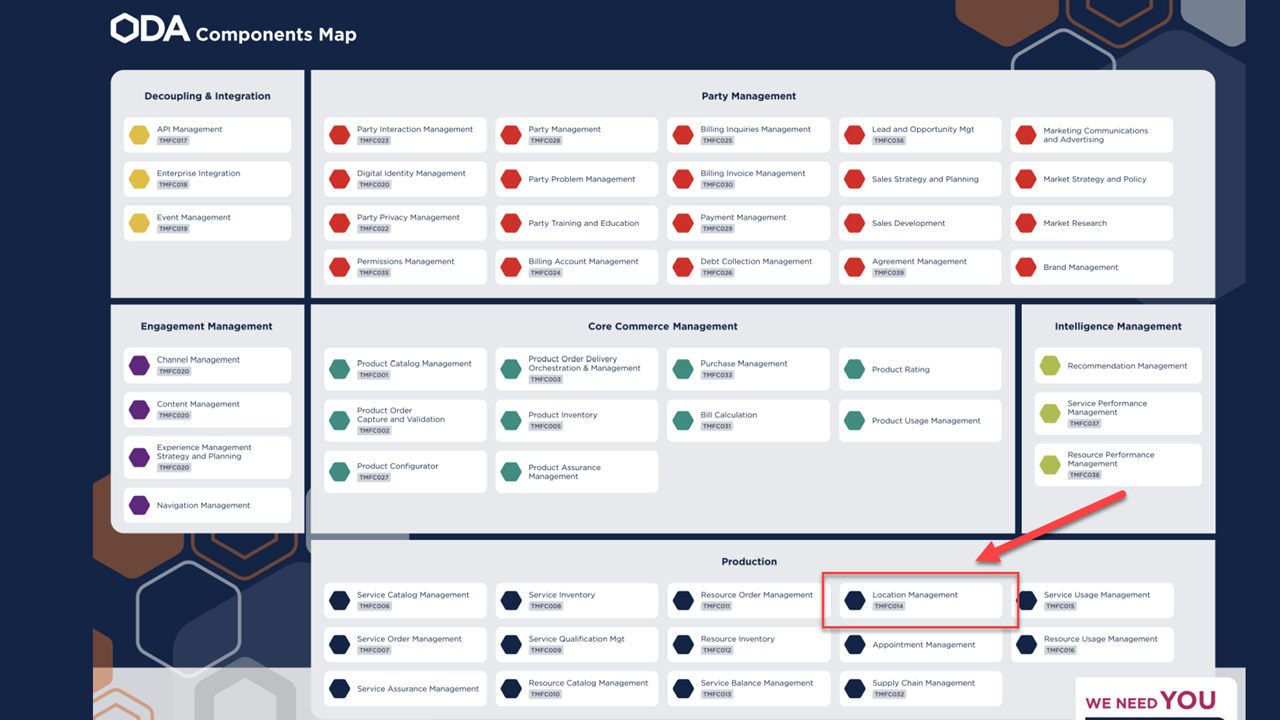 ODA Components Map
Decoupling & Integration
API Management
TMFC017
Enterprise Integration
TMFC018
Event Management
TMFC019
Party Management
Party Interaction Management
TMFC023
Party Management
TMFC028
Billing Inquiries Management
TMFC025
Lead and Opportunity Mgt
TMFC036
Marketing Communications
and Advertising
Digital Identity Management
TMFC020
Party Problem Management
Billing Invoice Management
TMFC030
Sales Strategy and Planning
Market Strategy and Policy
Party Privacy Management
TMFC022
Party Training and Education
Payment Management
TMFC029
Sales Development
Market Research
Permissions Management
TMFC035
Billing Account Management
TMFC024
Debt Collection Management
TMFC026
Agreement Management
TMFC039
Brand Management
Engagement Management
Channel Management
TMFC020
Content Management
TMFC020
Experience Management
Strategy and Planning
TMFC020
Navigation Management
Core Commerce Management
Product Catalog Management
TMFC001
Product Order Delivery
Orchestration & Management
TMFC003
Purchase Management
TMFC033
Product Rating
Product Order
Capture and Validation
TMFC002
Product Inventory
TMFC005
Bill Calculation
TMFC031
Product Usage Management
Product Configurator
TMFC027
Product Assurance
Management
Intelligence Management
Recommendation Management
Service Performance
Management
TMFC037
Resource Performance
Management
TMFC038
Production
Service Catalog Management
TMFC006
Service Inventory
TMFC008
Resource Order Management
TMFC011
Location Management
TMFC014
Service Usage Management
TMFC015
Service Order Management
TMFC007
Service Qualification Mgt
TMFC009
Resource Inventory
TMFC012
Appointment Management
Resource Usage Management
TMFC016
Service Assurance Management
Resource Catalog Management
TMFC010
Service Balance Management
TMFC013
Supply Chain Management
TMFC032
WE NEED YOU